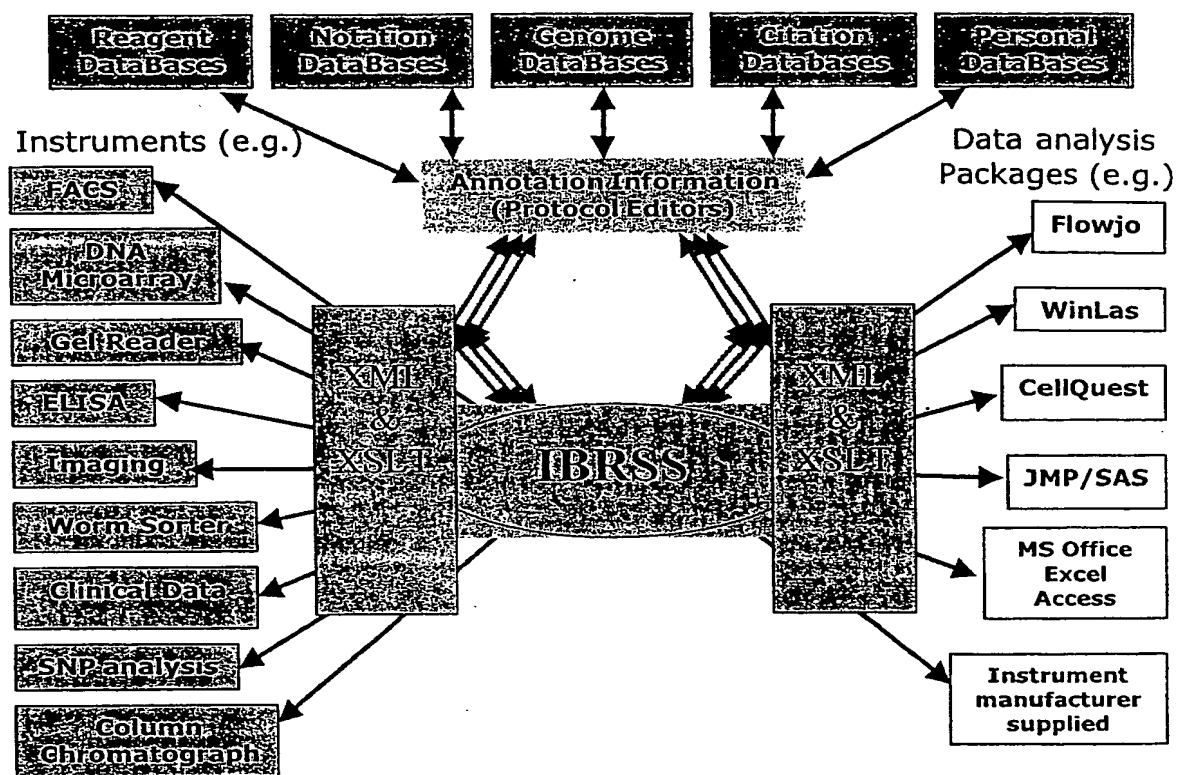 Reagent
DataBases
Notation
DataBases
Genome
DataBases
Citation
Databases
Personal
DataBases
Instruments (e.g.)
Data analysis
Packages (e.g.)
Annotation Information
(Protocol Editors)
FACS
DNA
Microarray
Gel Reader
ELISA
Imaging
Worm Sorter
Clinical Data
SNP analysis
Column
Chromatograph
XML
&
XSLT
IBRSS
XML
&
XSLT
Flowjo
WinLas
CellQuest
JMP/SAS
MS Office
Excel
Access
Instrument
manufacturer
supplied